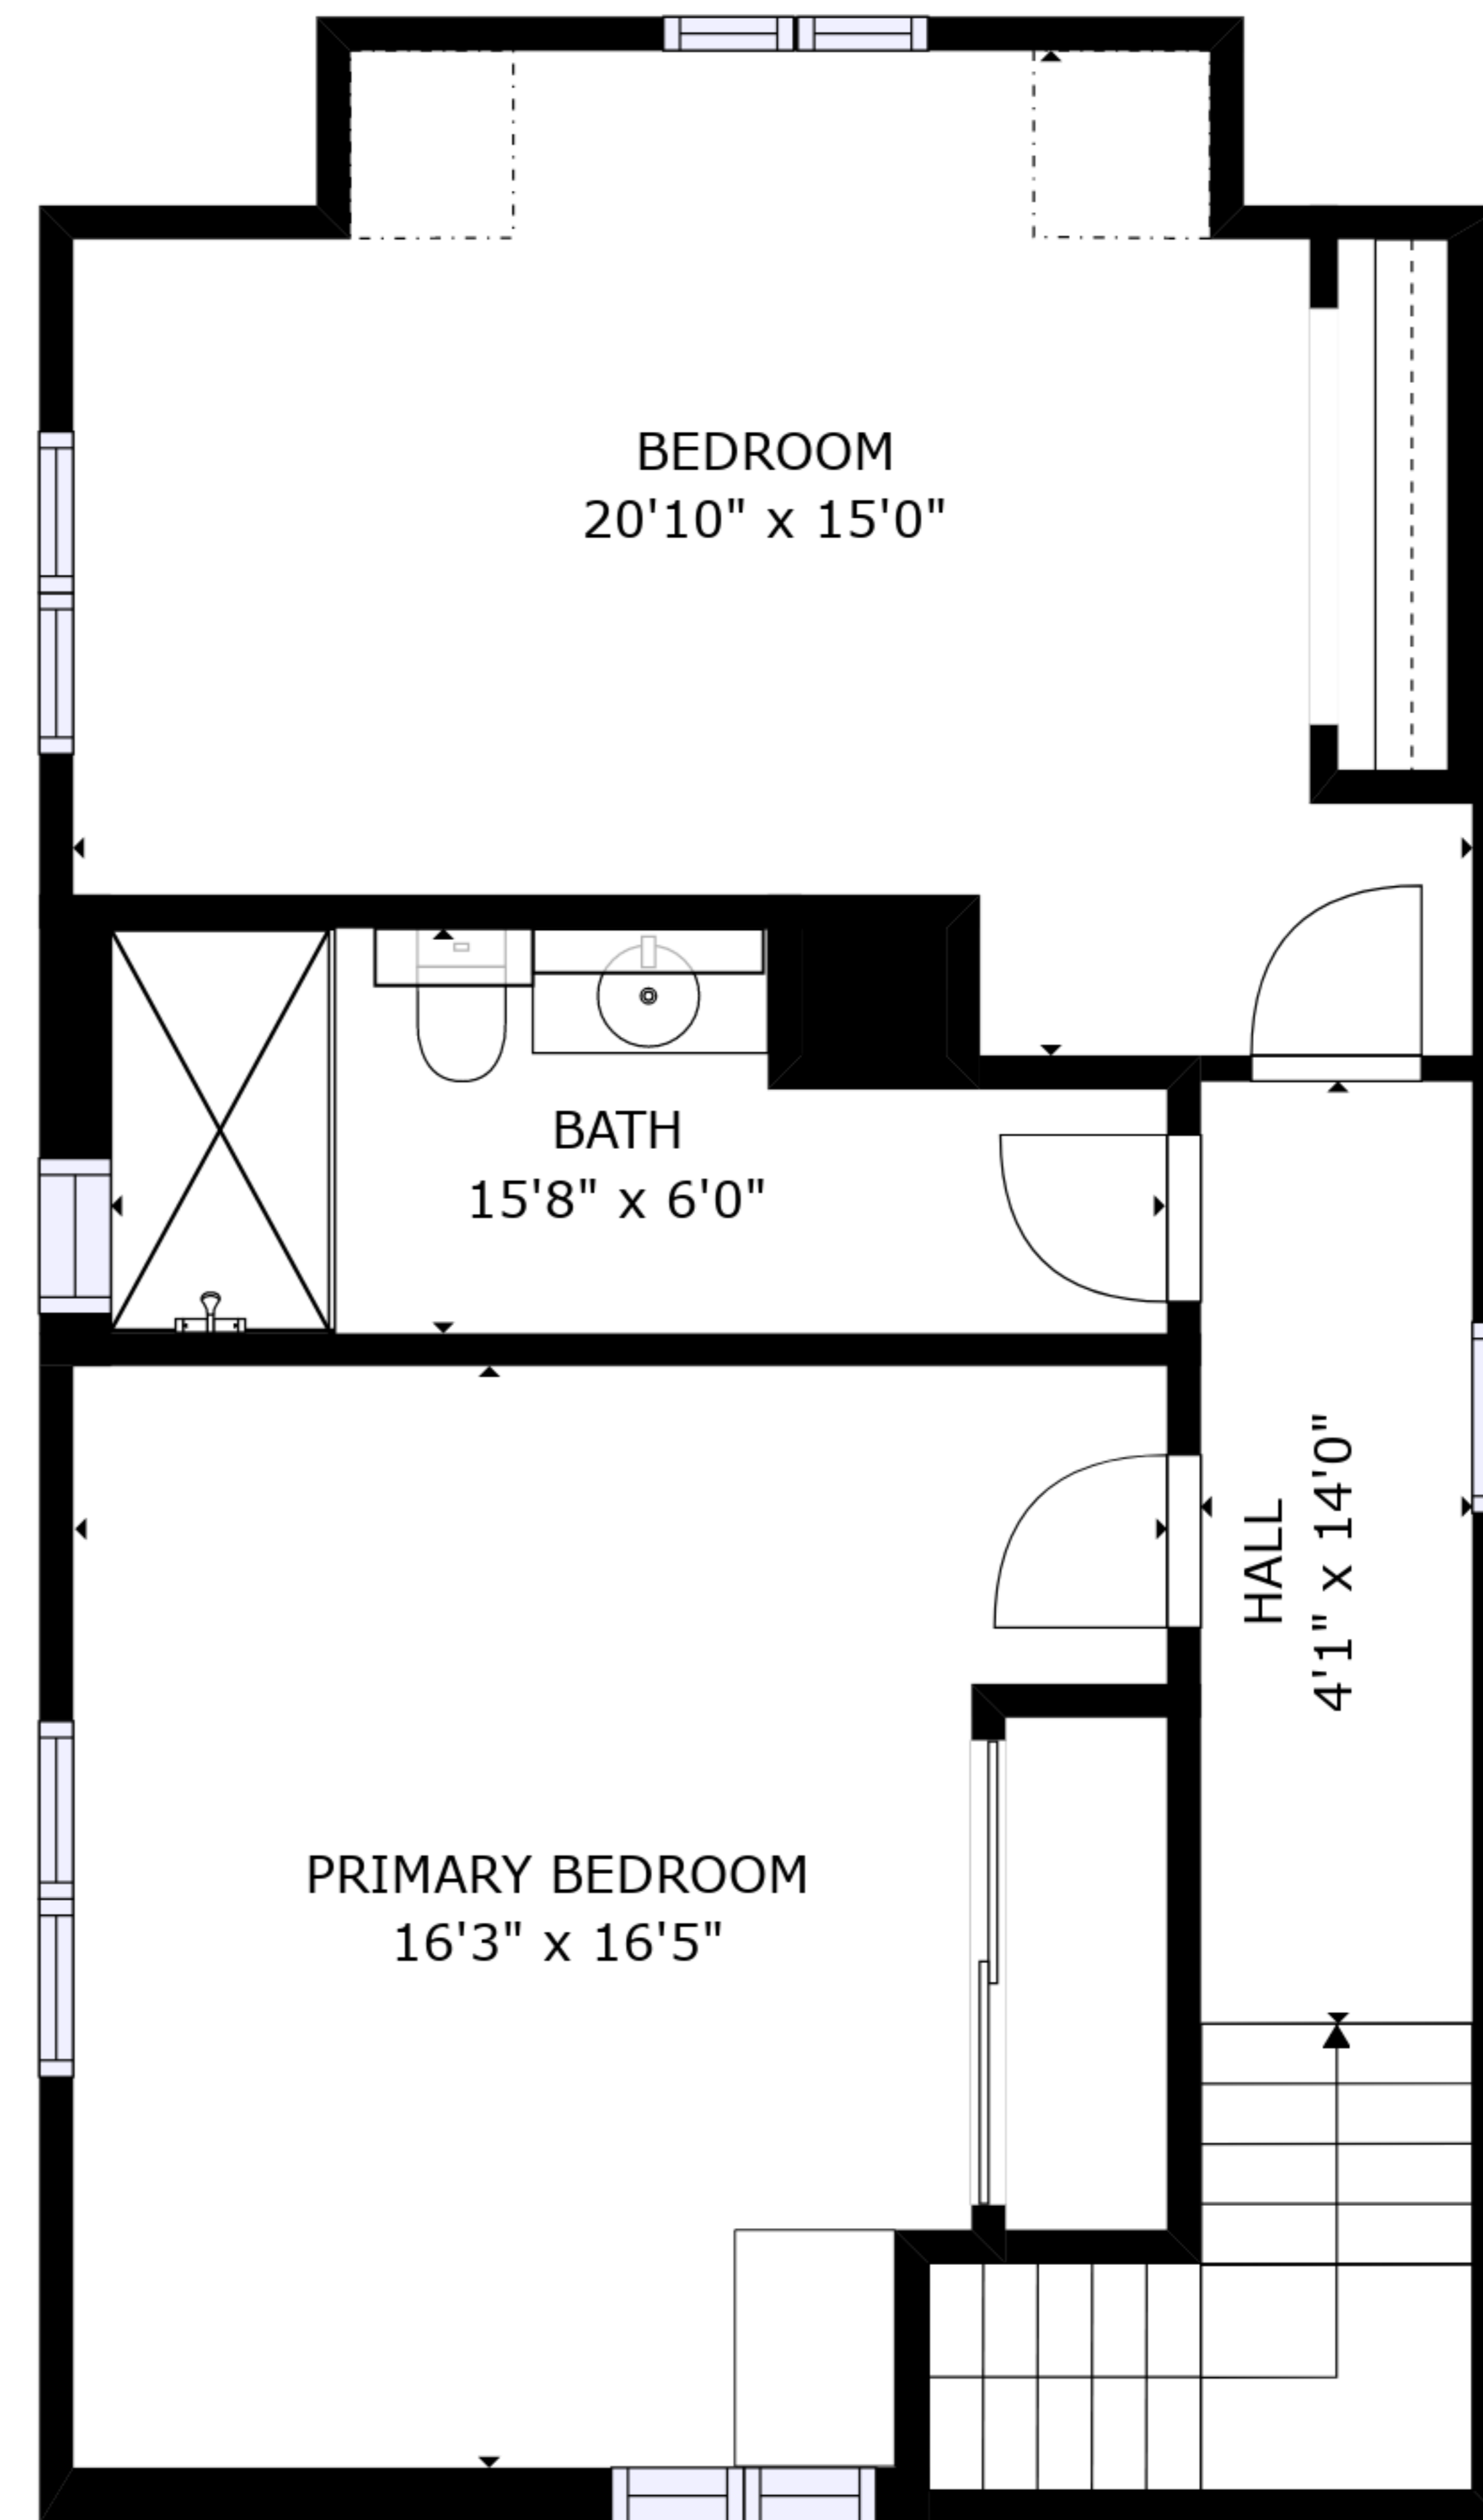 BEDROOM
20'10" x 15'0"
BATH
15'8" x 6'0"
HALL
4'1" x 14'0"
PRIMARY BEDROOM
16'3" x 16'5"